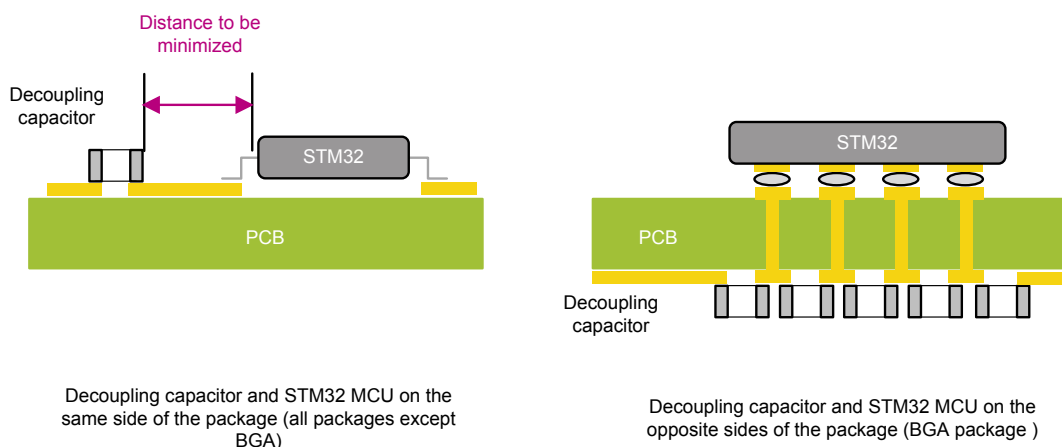 Distance to be
minimized
Decoupling
capacitor
STM32
PCB
Decoupling capacitor and STM32 MCU on the
same side of the package (all packages except
BGA)
STM32
PCB
Decoupling
capacitor
Decoupling capacitor and STM32 MCU on the
opposite sides of the package (BGA package )